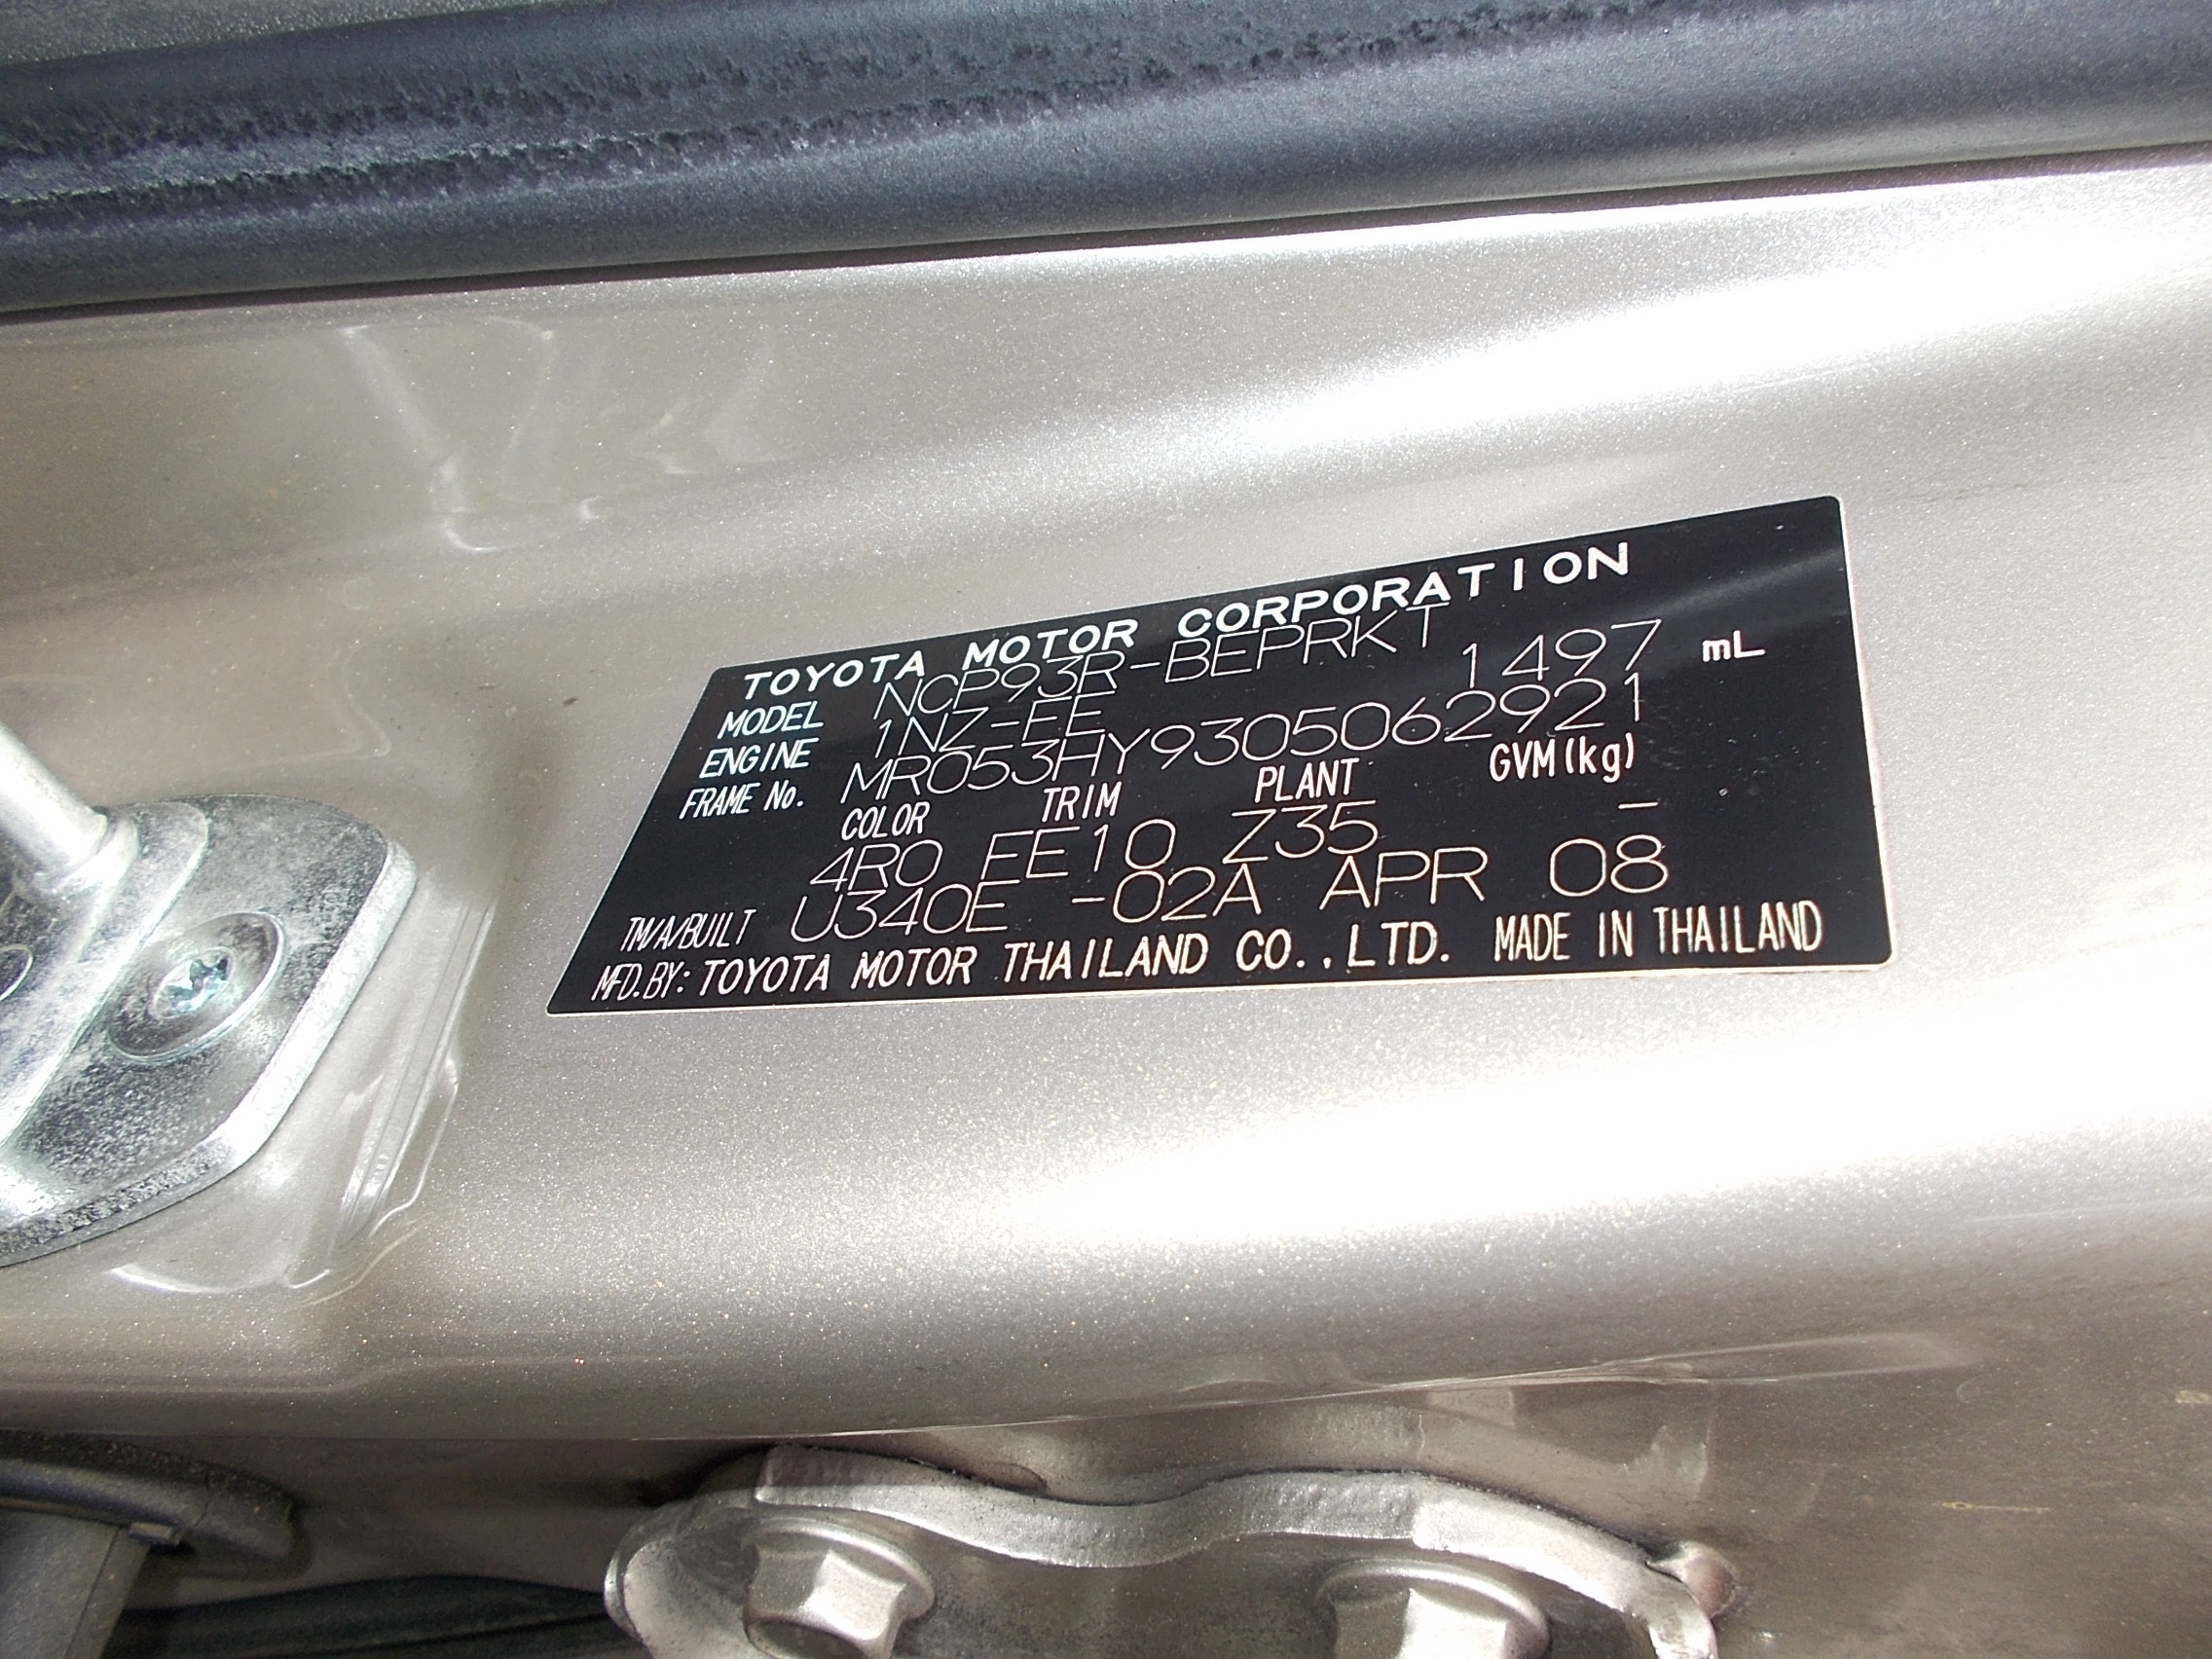 TOYOTA MOTOR CORPORATION
MODEL NCP93R-BEPRKT
ENGINE 1NZ-FE 1497 mL
FRAME No. MR053HY9305062921
COLOR TRIM PLANT GVM(kg)
4R0 FE10 Z35 –
TM/A/BUILT U340E -02A APR 08
MFD.BY: TOYOTA MOTOR THAILAND CO.,LTD. MADE IN THAILAND